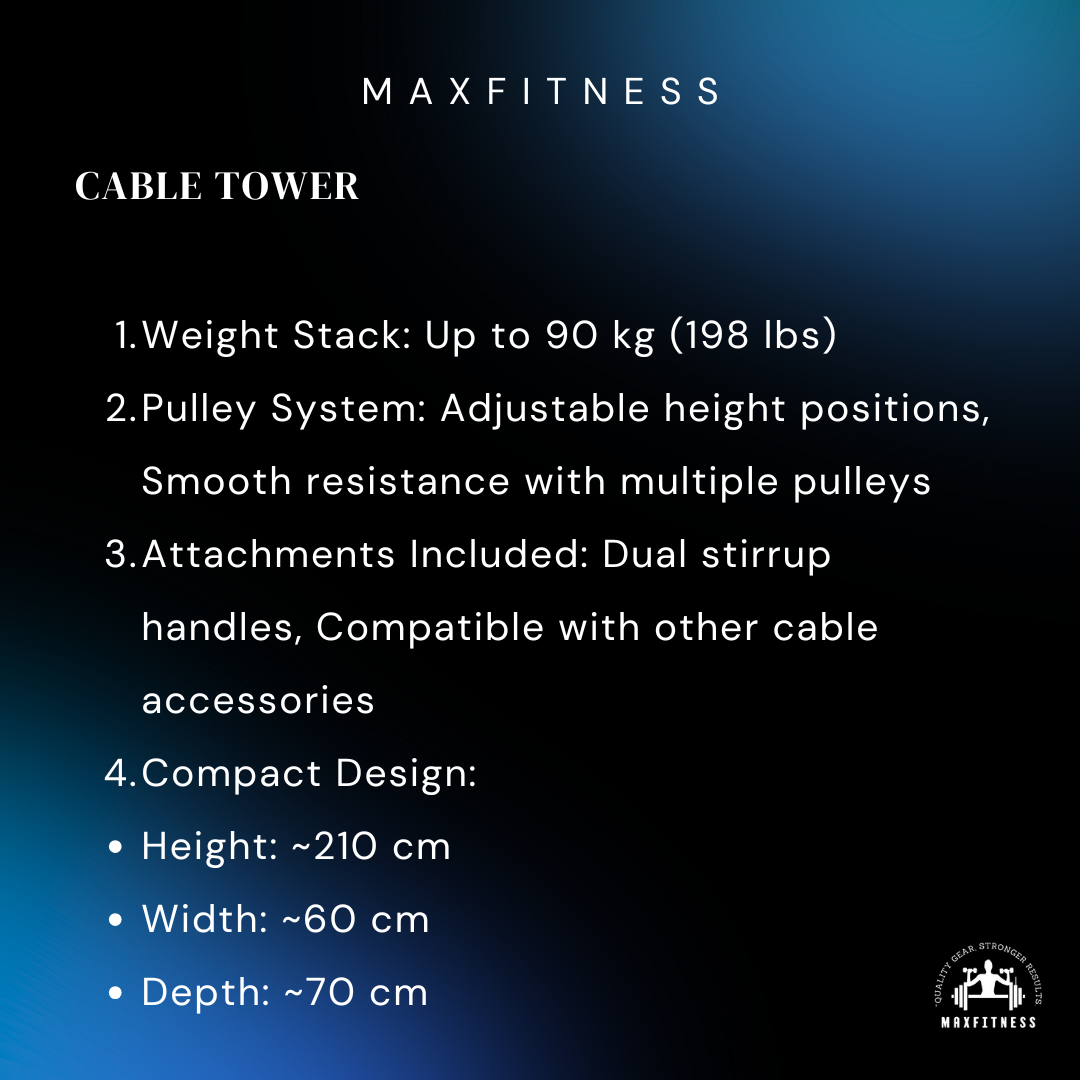 MAXFITNESS
CABLE TOWER
1. Weight Stack: Up to 90 kg (198 lbs)
2. Pulley System: Adjustable height positions,
Smooth resistance with multiple pulleys
3. Attachments Included: Dual stirrup
handles, Compatible with other cable
accessories
4. Compact Design:
• Height: ~210 cm
• Width: ~60 cm
• Depth: ~70 cm
"QUALITY GEAR, STRONGER RESULTS
MAXFITNESS